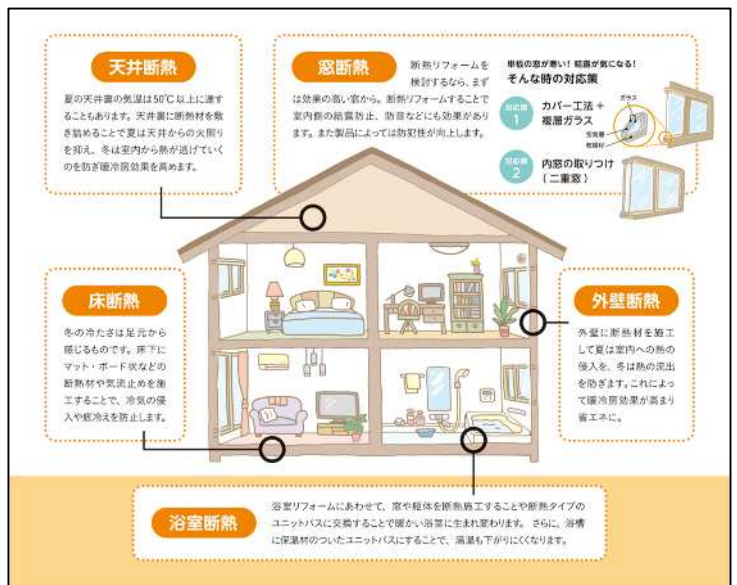 天井断熱
夏の天井裏の気温は50℃以上に達す
ることもあります。天井裏に断熱材を敷
き詰めることで夏は天井からの火照り
を抑え、冬は室内から熱が逃げていく
のを防ぎ暖冷房効果を高めます。
窓断熱
断熱リフォームを
検討するなら、まず
は効果の高い窓から。断熱リフォームすることで
室内側の結露防止、防音などにも効果があり
ます。また製品によっては防犯性が向上します。
単板の窓が寒い！結露が気になる！
そんな時の対応策
対応策
1
カバー工法＋
複層ガラス
ガラス
空気層
乾燥材
対応策
2
内窓の取りつけ
(二重窓)
床断熱
冬の冷たさは足元から
感じるものです。床下に
マット・ボード状などの
断熱材や気流止めを施
工することで、冷気の侵
入や底冷えを防止します。
外壁断熱
外壁に断熱材を施工
して夏は室内への熱の
侵入を、冬は熱の流出
を防ぎます。これによっ
て暖冷房効果が高まり
省エネに。
浴室断熱
浴室リフォームにあわせて、窓や躯体を断熱施工することや断熱タイプの
ユニットバスに交換することで暖かい浴室に生まれ変わります。さらに、浴槽
に保温材のついたユニットバスにすることで、湯温も下がりにくくなります。